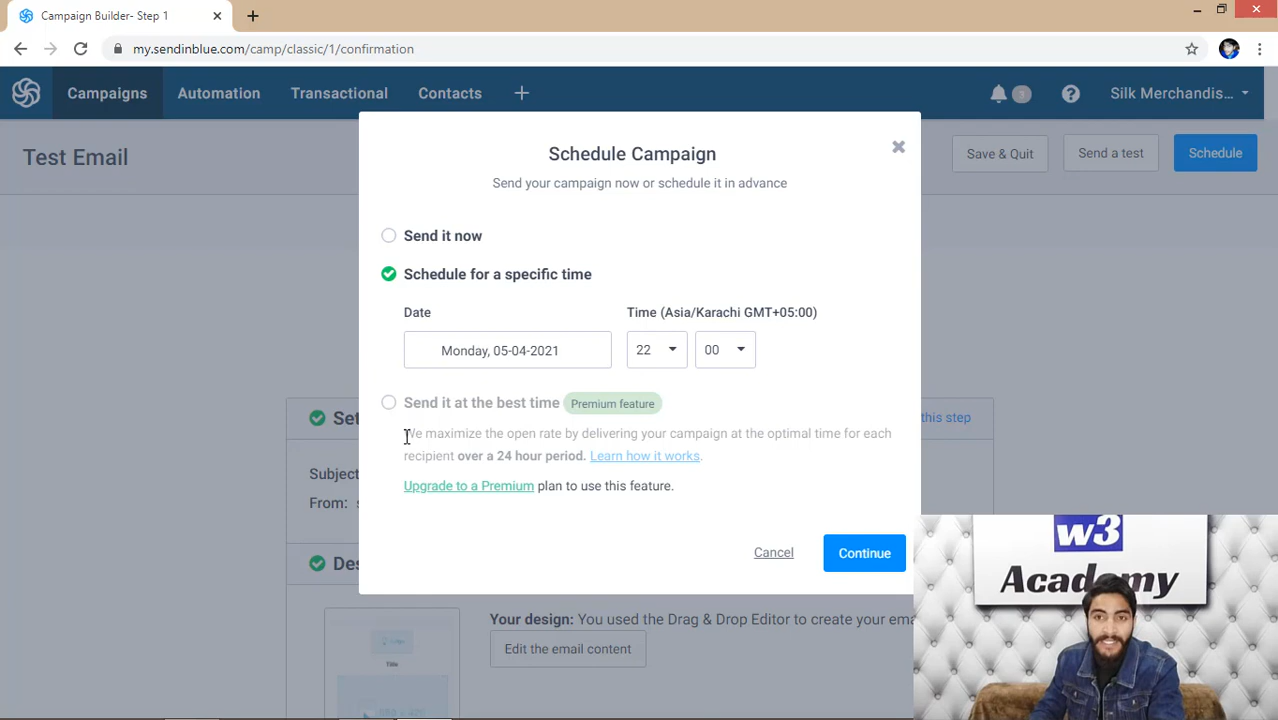 Campaign Builder- Step 1
my.sendinblue.com/camp/classic/1/confirmation
Campaigns Automation Transactional Contacts
3
Silk Merchandis...
Test Email
Save & Quit
Send a test
Schedule
Schedule Campaign
Send your campaign now or schedule it in advance
Send it now
Schedule for a specific time
Date
Time (Asia/Karachi GMT+05:00)
Monday, 05-04-2021
22
00
Send it at the best time Premium feature
We maximize the open rate by delivering your campaign at the optimal time for each
recipient over a 24 hour period. Learn how it works.
Upgrade to a Premium plan to use this feature.
Cancel
Continue
this step
Subject
From:
Your design: You used the Drag & Drop Editor to create your
Edit the email content
Title
w3
Academy